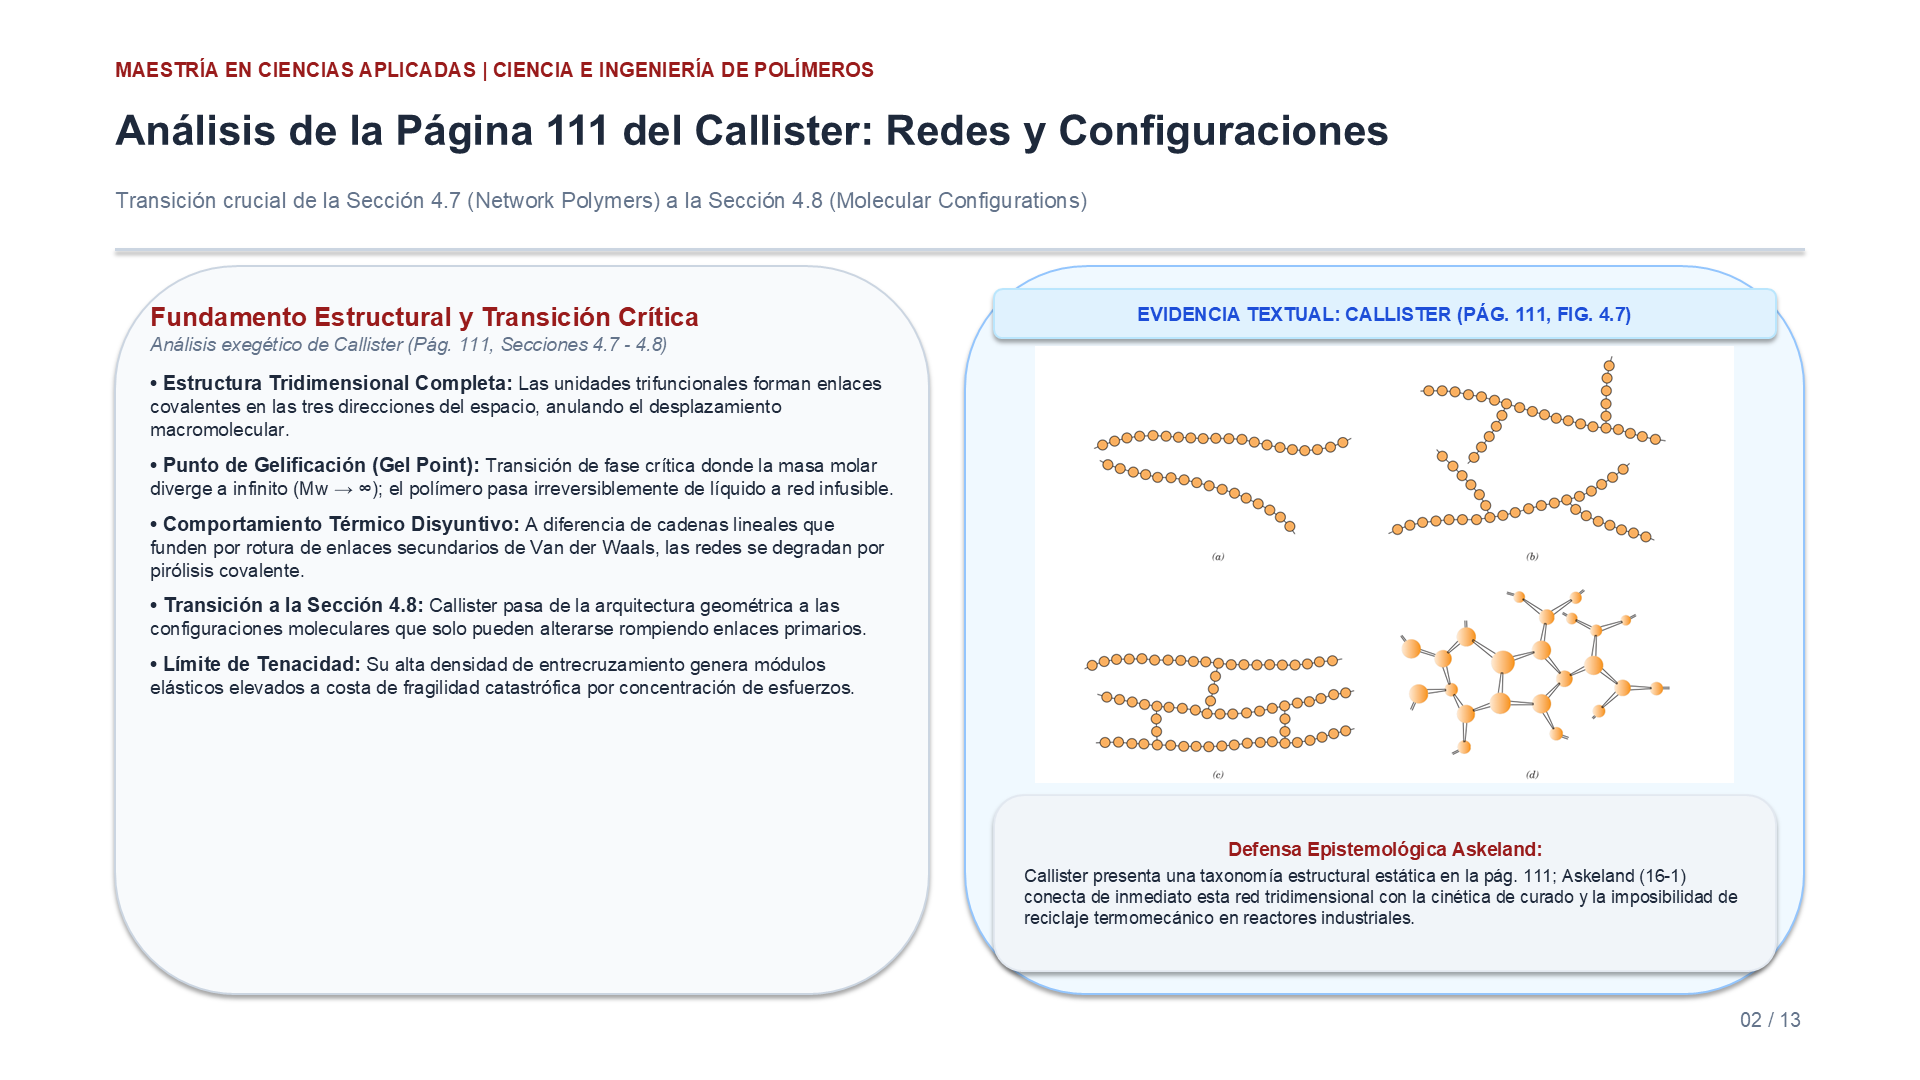 MAESTRÍA EN CIENCIAS APLICADAS | CIENCIA E INGENIERÍA DE POLÍMEROS
Análisis de la Página 111 del Callister: Redes y Configuraciones
Transición crucial de la Sección 4.7 (Network Polymers) a la Sección 4.8 (Molecular Configurations)
Fundamento Estructural y Transición Crítica
Análisis exegético de Callister (Pág. 111, Secciones 4.7 - 4.8)
• Estructura Tridimensional Completa: Las unidades trifuncionales forman enlaces
covalentes en las tres direcciones del espacio, anulando el desplazamiento
macromolecular.
• Punto de Gelificación (Gel Point): Transición de fase crítica donde la masa molar
diverge a infinito (Mw → ∞); el polímero pasa irreversiblemente de líquido a red infusible.
• Comportamiento Térmico Disyuntivo: A diferencia de cadenas lineales que
funden por rotura de enlaces secundarios de Van der Waals, las redes se degradan por
pirólisis covalente.
• Transición a la Sección 4.8: Callister pasa de la arquitectura geométrica a las
configuraciones moleculares que solo pueden alterarse rompiendo enlaces primarios.
• Límite de Tenacidad: Su alta densidad de entrecruzamiento genera módulos
elásticos elevados a costa de fragilidad catastrófica por concentración de esfuerzos.
EVIDENCIA TEXTUAL: CALLISTER (PÁG. 111, FIG. 4.7)
(a)
(b)
(c)
(d)
Defensa Epistemológica Askeland:
Callister presenta una taxonomía estructural estática en la pág. 111; Askeland (16-1)
conecta de inmediato esta red tridimensional con la cinética de curado y la imposibilidad de
reciclaje termomecánico en reactores industriales.
02 / 13